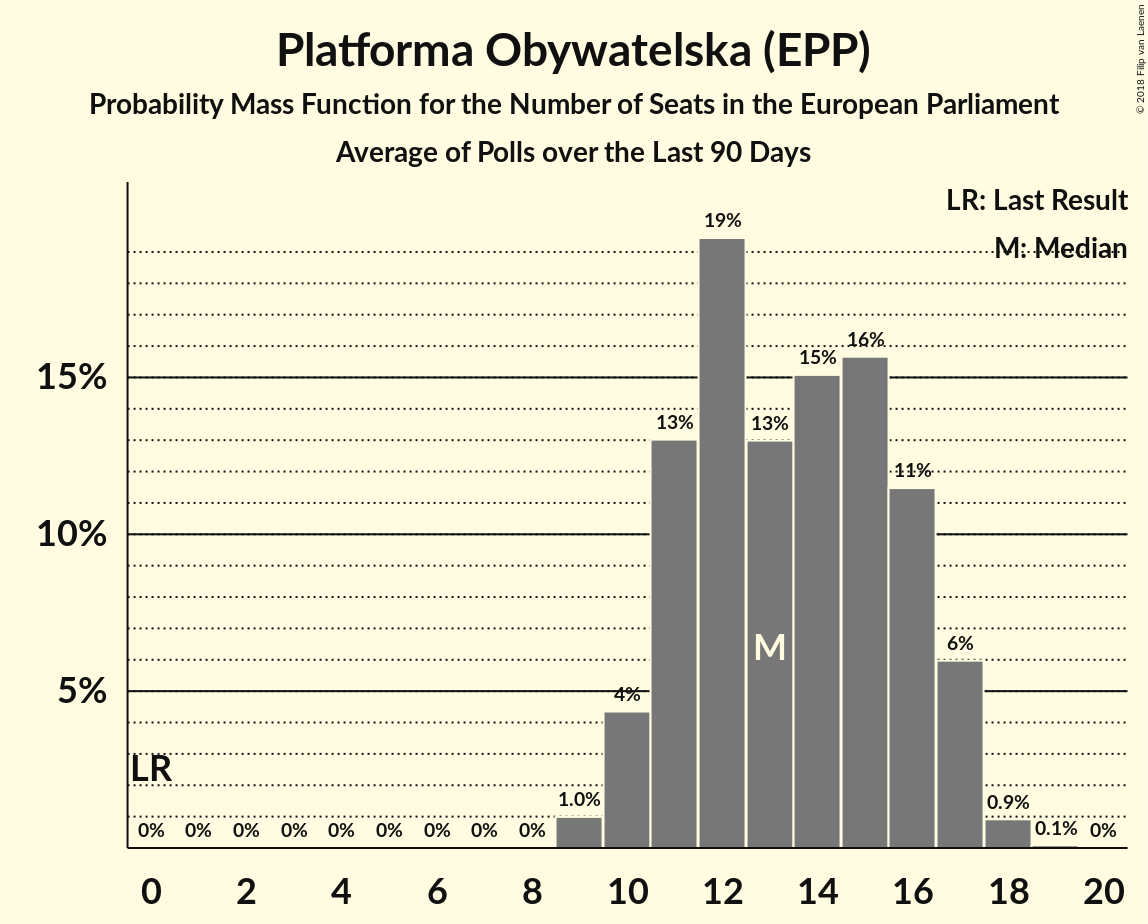 Platforma Obywatelska (EPP)
Probability Mass Function for the Number of Seats in the European Parliament
Average of Polls over the Last 90 Days
© 2018 Filip van Laenen
LR: Last Result
M: Median
19%
16%
15%
15%
13%
13%
11%
10%
M
6%
5%
4%
LR
1.0%
0.9%
0.1%
0% 0% 0% 0% 0% 0% 0% 0% 0% 0%
0 2 4 6 8 10 12 14 16 18 20